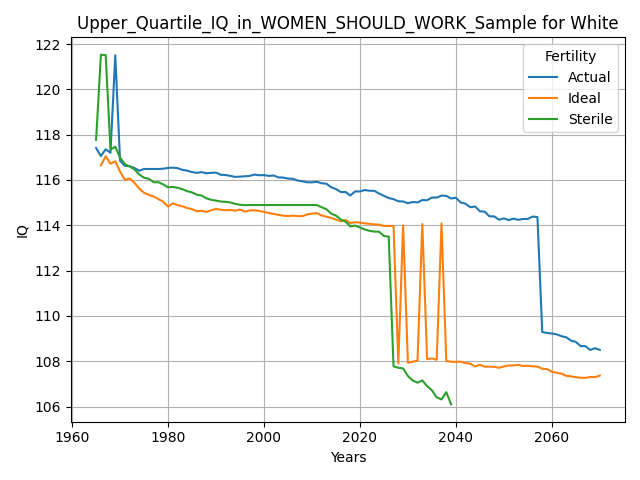 Upper_Quartile_IQ_in_WOMEN_SHOULD_WORK_Sample for White
Fertility
Actual
Ideal
Sterile
IQ
122
120
118
116
114
112
110
108
106
1960 1980 2000 2020 2040 2060
Years